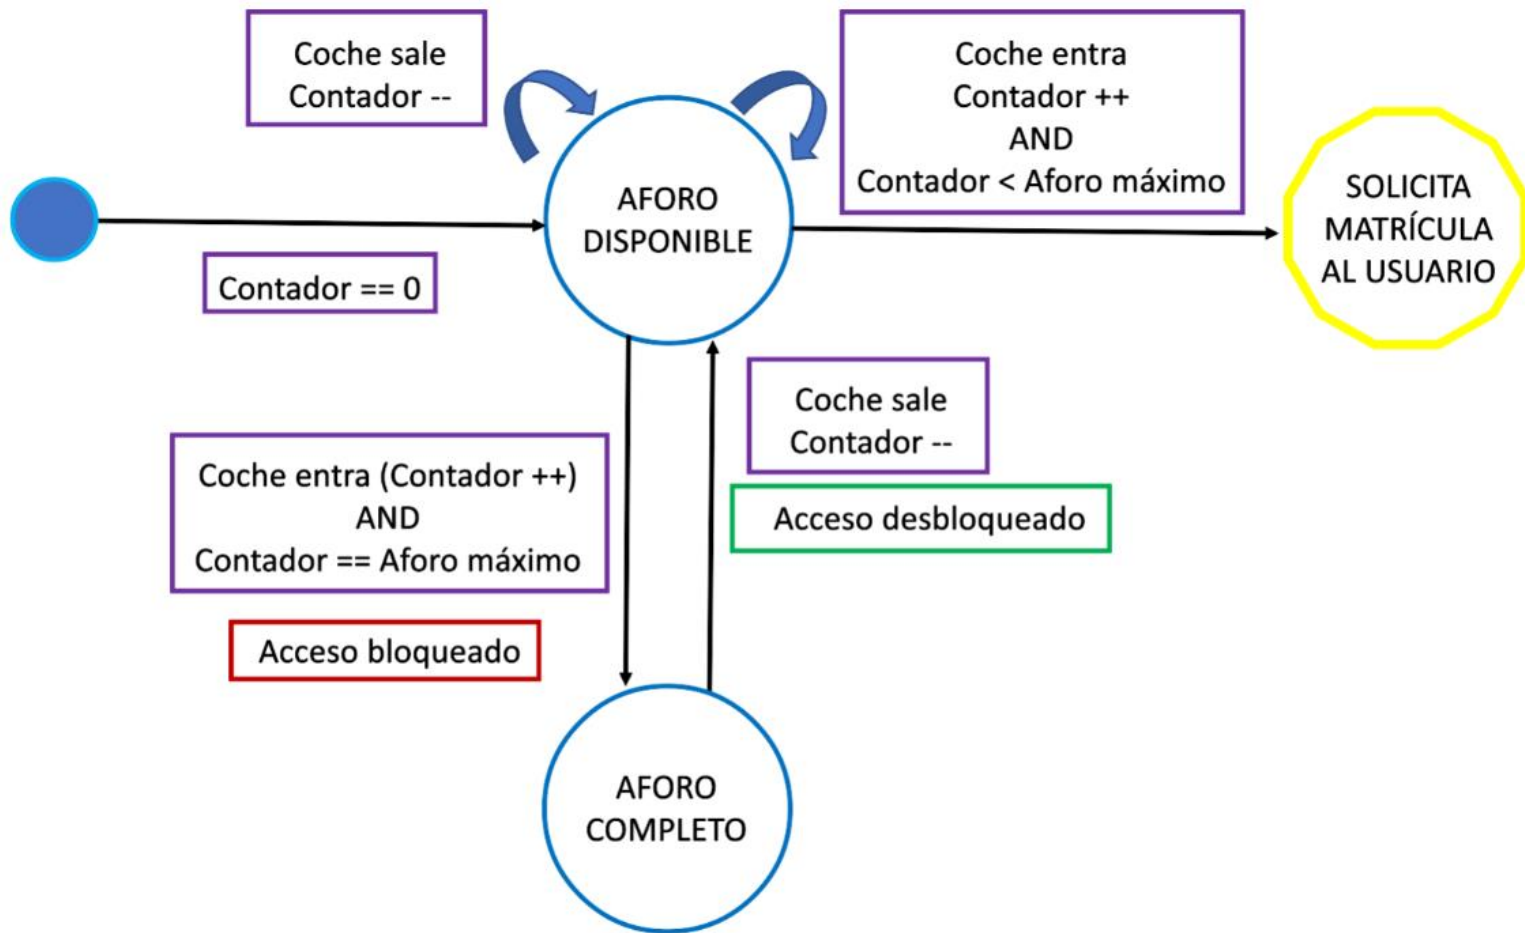 Coche sale
Contador --
Coche entra
Contador ++
AND
Contador < Aforo máximo
AFORO
DISPONIBLE
SOLICITA
MATRÍCULA
AL USUARIO
Contador == 0
Coche sale
Contador --
Coche entra (Contador ++)
AND
Contador == Aforo máximo
Acceso desbloqueado
Acceso bloqueado
AFORO
COMPLETO